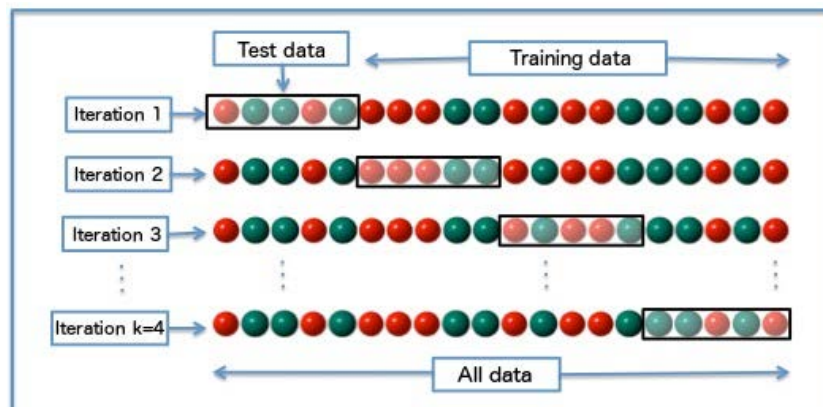 Test data
Training data
Iteration 1
Iteration 2
Iteration 3
Iteration k=4
All data